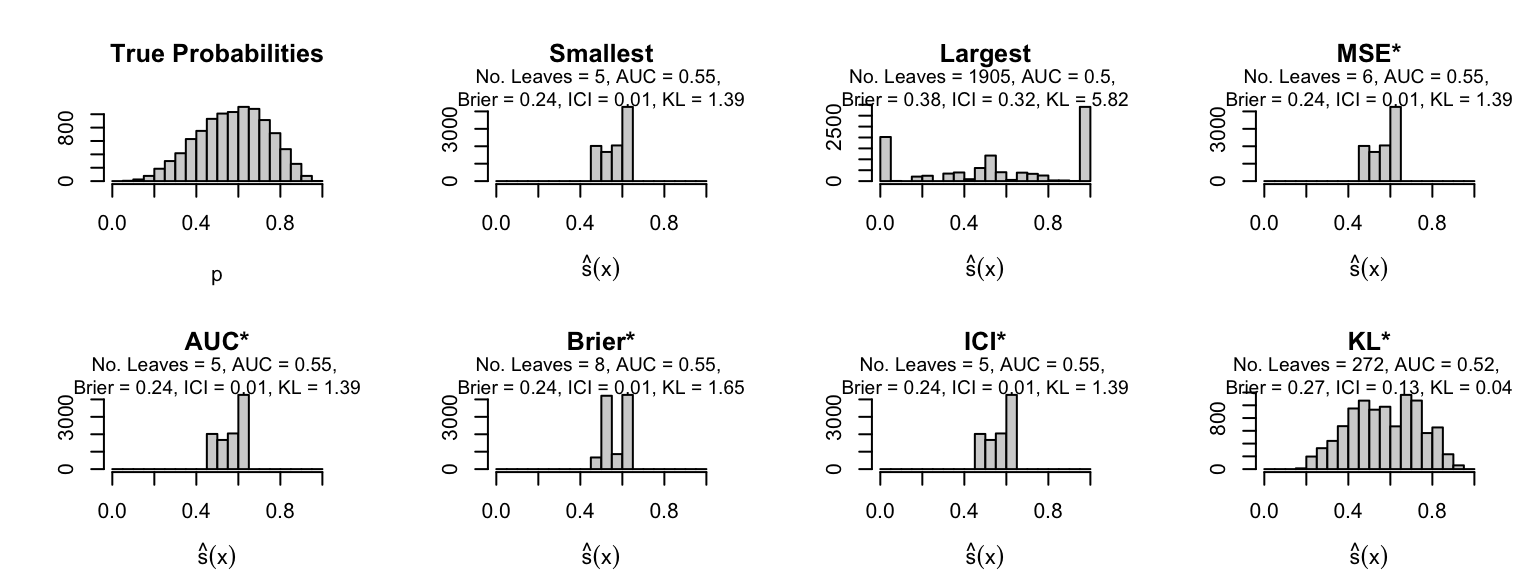 True Probabilities
800
0
0.0 0.4 0.8
p
Smallest
No. Leaves = 5, AUC = 0.55,
Brier = 0.24, ICI = 0.01, KL = 1.39
3000
0
0.0 0.4 0.8
ŝ(x)
Largest
No. Leaves = 1905, AUC = 0.5,
Brier = 0.38, ICI = 0.32, KL = 5.82
2500
0
0.0 0.4 0.8
ŝ(x)
MSE*
No. Leaves = 6, AUC = 0.55,
Brier = 0.24, ICI = 0.01, KL = 1.39
3000
0
0.0 0.4 0.8
ŝ(x)
AUC*
No. Leaves = 5, AUC = 0.55,
Brier = 0.24, ICI = 0.01, KL = 1.39
3000
0
0.0 0.4 0.8
ŝ(x)
Brier*
No. Leaves = 8, AUC = 0.55,
Brier = 0.24, ICI = 0.01, KL = 1.65
3000
0
0.0 0.4 0.8
ŝ(x)
ICI*
No. Leaves = 5, AUC = 0.55,
Brier = 0.24, ICI = 0.01, KL = 1.39
3000
0
0.0 0.4 0.8
ŝ(x)
KL*
No. Leaves = 272, AUC = 0.52,
Brier = 0.27, ICI = 0.13, KL = 0.04
800
0
0.0 0.4 0.8
ŝ(x)